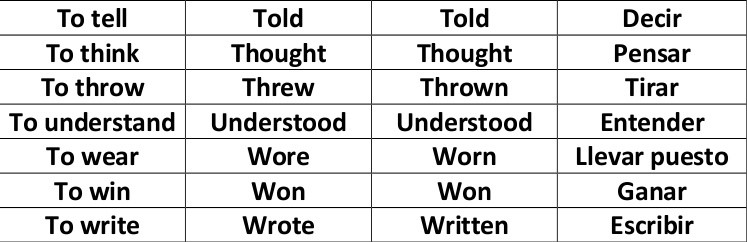 To tell Told Told Decir
To think Thought Thought Pensar
To throw Threw Thrown Tirar
To understand Understood Understood Entender
To wear Wore Worn Llevar puesto
To win Won Won Ganar
To write Wrote Written Escribir